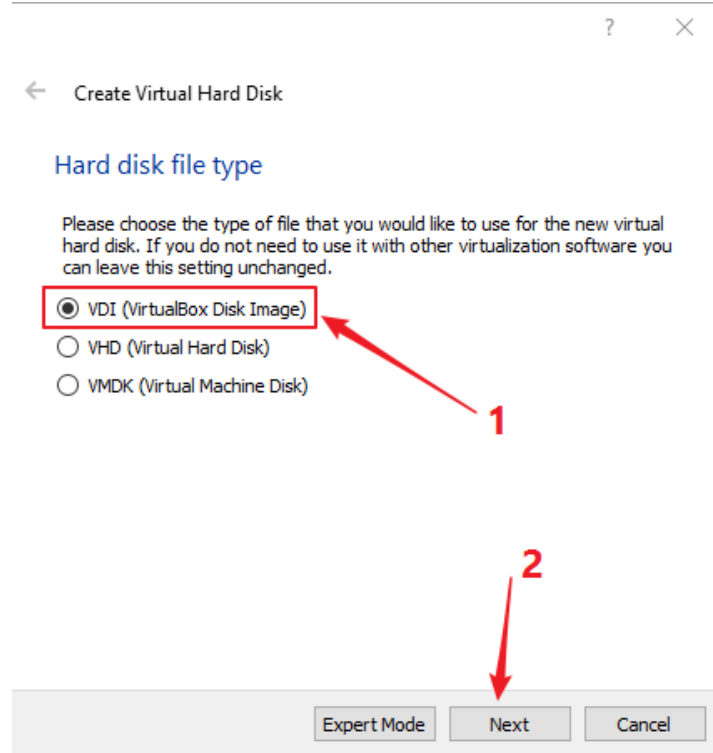 ?
Create Virtual Hard Disk
Hard disk file type
Please choose the type of file that you would like to use for the new virtual
hard disk. If you do not need to use it with other virtualization software you
can leave this setting unchanged.
VDI (VirtualBox Disk Image)
VHD (Virtual Hard Disk)
VMDK (Virtual Machine Disk)
1
2
Expert Mode Next Cancel